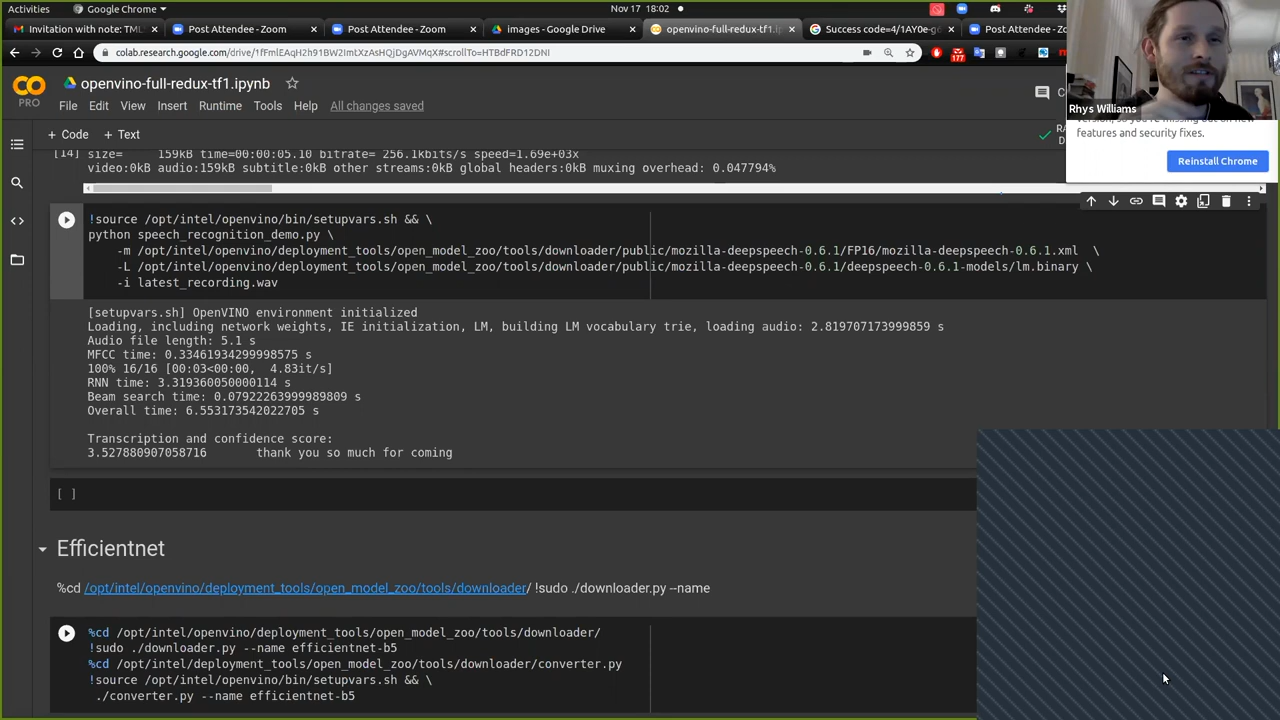 Activities
Google Chrome
Nov 17 18:02
Invitation with note: TML
Post Attendee - Zoom
Post Attendee - Zoom
images - Google Drive
openvino-full-redux-tf1.ip
Success code=4/1AY0e-g
Post Attendee - Zoo
colab.research.google.com/drive/1fFmlEAqH2h91BW2ImtXzAsHQjDgAVMqX#scrollTo=HTBdFRD12DNI
177
PRO
openvino-full-redux-tf1.ipynb
File Edit View Insert Runtime Tools Help All changes saved
Rhys Williams
features and security fixes.
Reinstall Chrome
+ Code + Text
[14] size= 159kB time=00:00:05.10 bitrate= 256.1kbits/s speed=1.69e+03x
video:0kB audio:159kB subtitle:0kB other streams:0kB global headers:0kB muxing overhead: 0.047794%
!source /opt/intel/openvino/bin/setupvars.sh && \
python speech_recognition_demo.py \
-m /opt/intel/openvino/deployment_tools/open_model_zoo/tools/downloader/public/mozilla-deepspeech-0.6.1/FP16/mozilla-deepspeech-0.6.1.xml \
-L /opt/intel/openvino/deployment_tools/open_model_zoo/tools/downloader/public/mozilla-deepspeech-0.6.1/deepspeech-0.6.1-models/lm.binary \
-i latest_recording.wav
[setupvars.sh] OpenVINO environment initialized
Loading, including network weights, IE initialization, LM, building LM vocabulary trie, loading audio: 2.819707173999859 s
Audio file length: 5.1 s
MFCC time: 0.33461934299998575 s
100% 16/16 [00:03<00:00, 4.83it/s]
RNN time: 3.319360050000114 s
Beam search time: 0.07922263999989809 s
Overall time: 6.553173542022705 s
Transcription and confidence score:
3.527880907058716 thank you so much for coming
[ ]
Efficientnet
%cd /opt/intel/openvino/deployment_tools/open_model_zoo/tools/downloader/ !sudo ./downloader.py --name
%cd /opt/intel/openvino/deployment_tools/open_model_zoo/tools/downloader/
!sudo ./downloader.py --name efficientnet-b5
%cd /opt/intel/deployment_tools/open_model_zoo/tools/downloader/converter.py
!source /opt/intel/openvino/bin/setupvars.sh && \
./converter.py --name efficientnet-b5